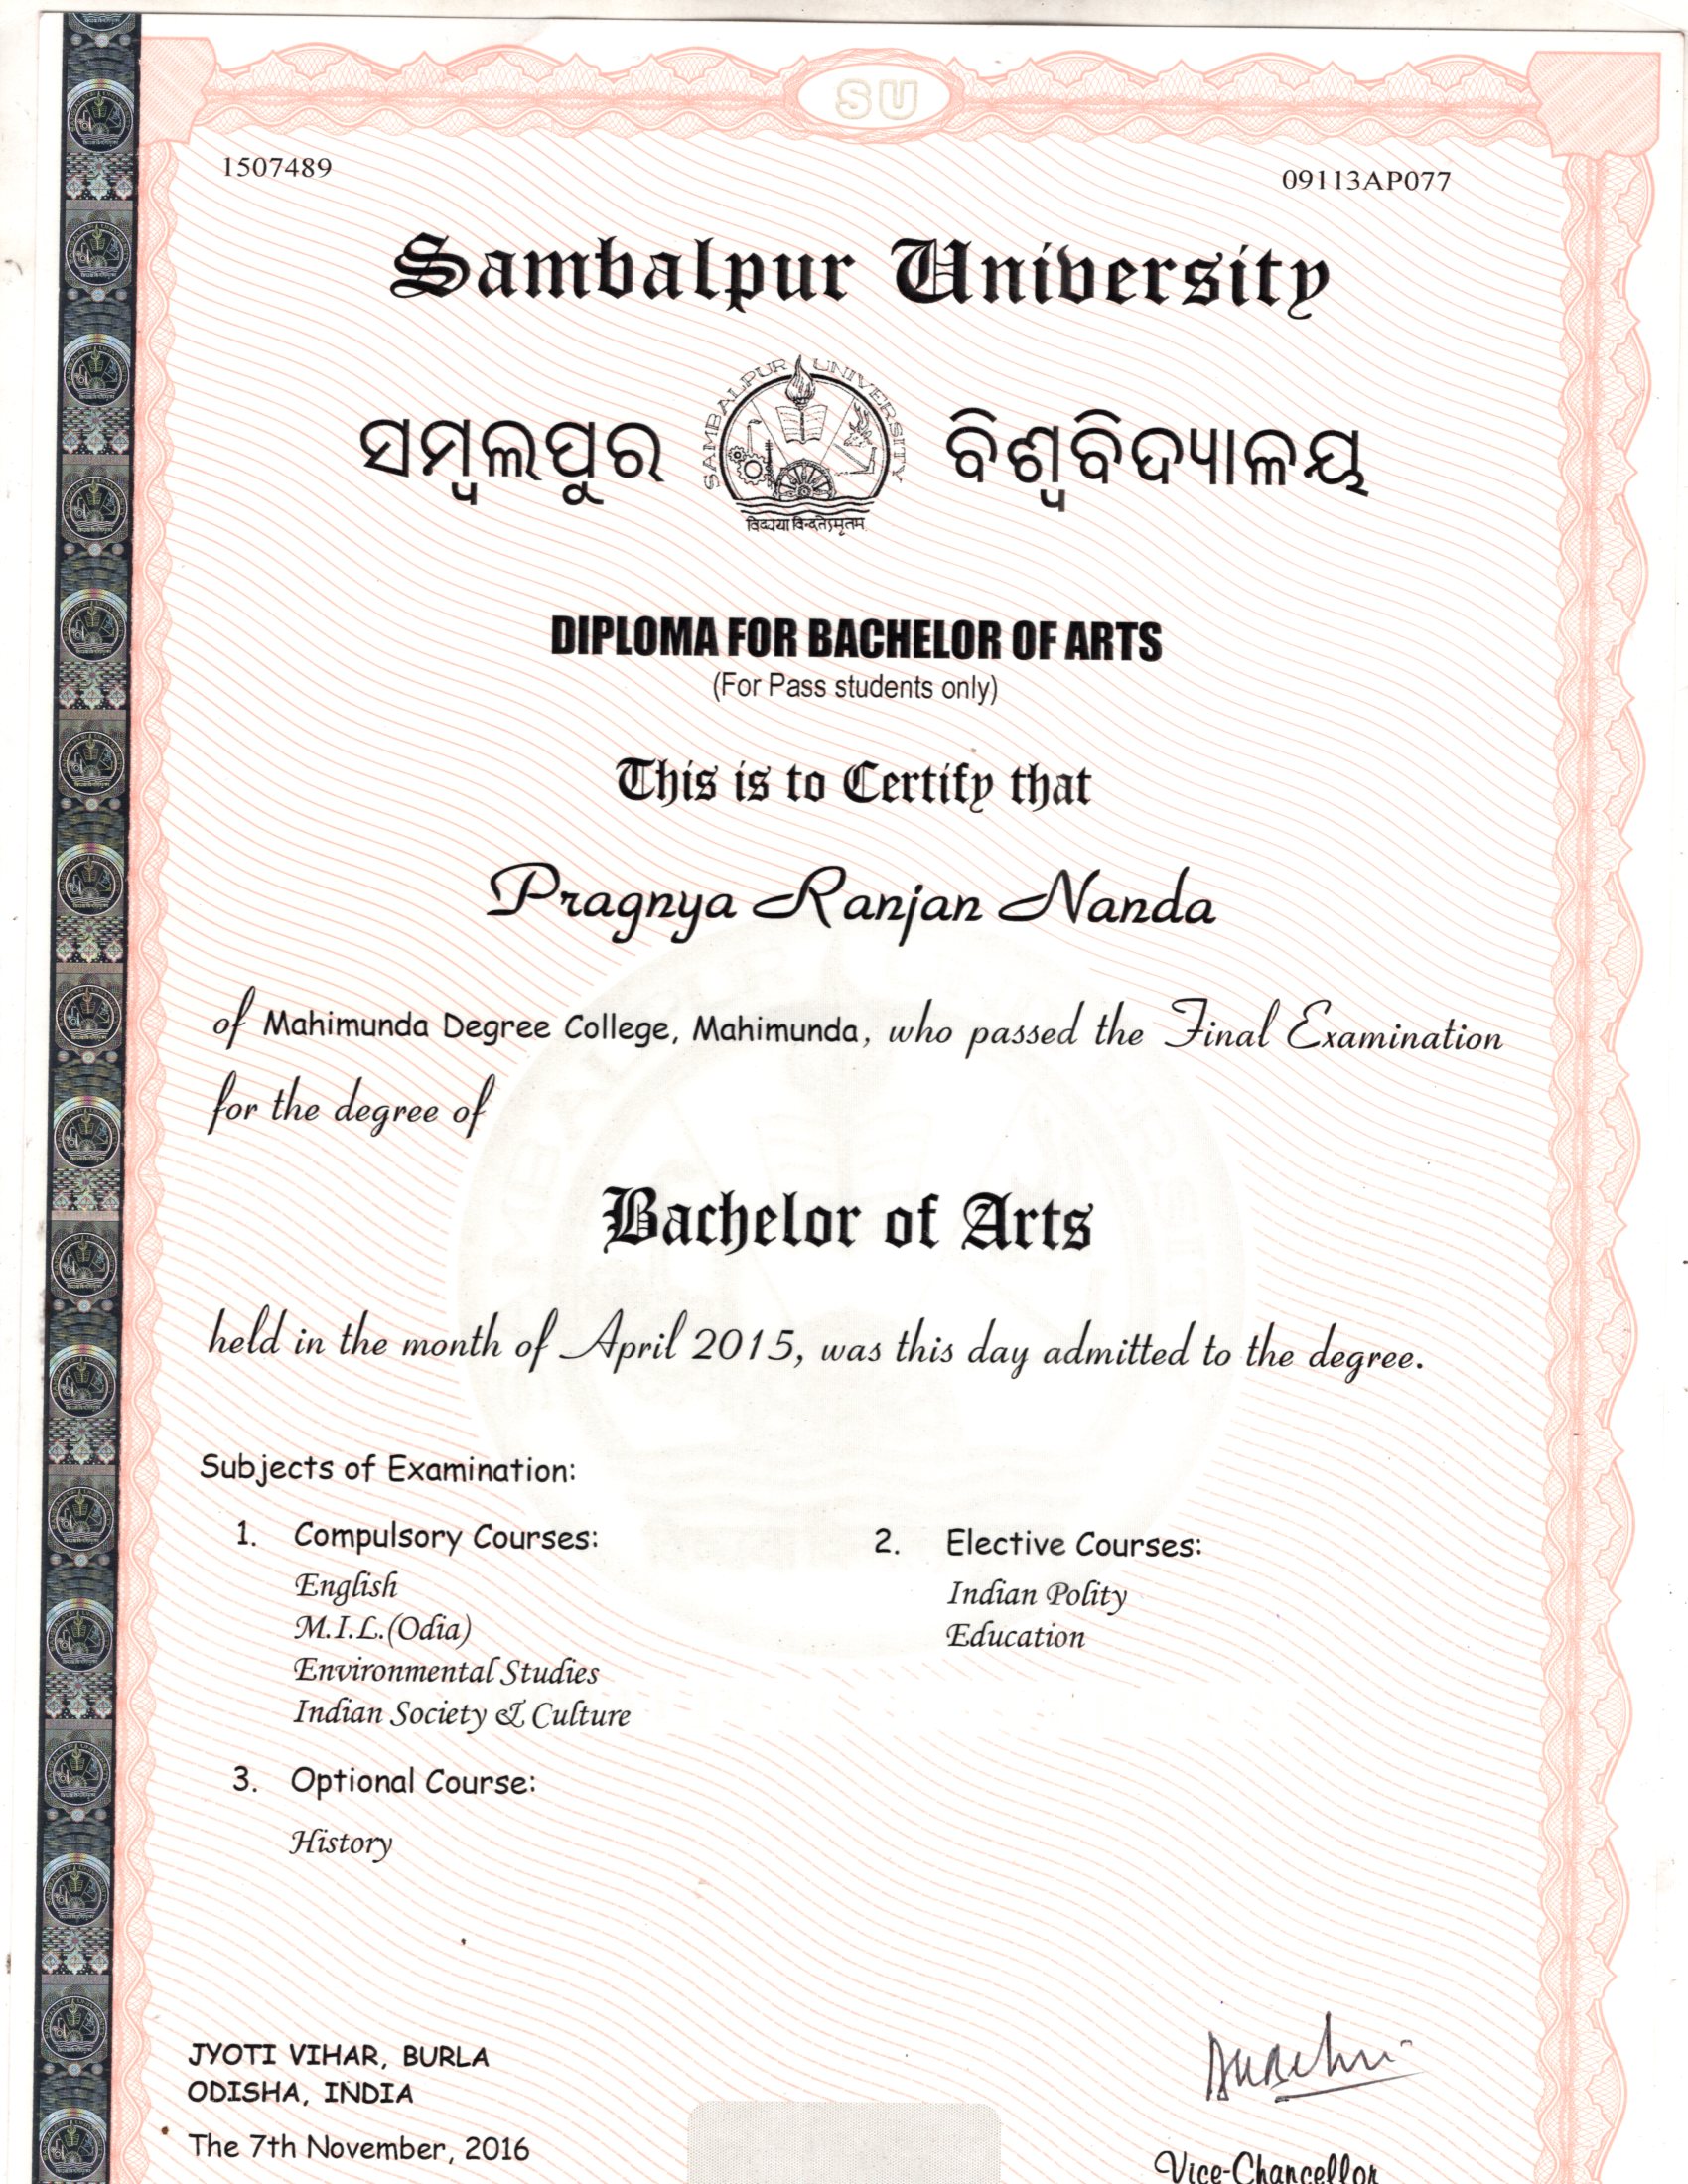 SU
1507489
09113AP077
Sambalpur University
ସମ୍ବଲପୁର
SAMBALPUR UNIVERSITY
विद्यया विन्दतेऽमृतम्
ବିଶ୍ୱବିଦ୍ୟାଳୟ
DIPLOMA FOR BACHELOR OF ARTS
(For Pass students only)
This is to Certify that
Pragnya Ranjan Nanda
of Mahimunda Degree College, Mahimunda, who passed the Final Examination
for the degree of
Bachelor of Arts
held in the month of April 2015, was this day admitted to the degree.
Subjects of Examination:
1. Compulsory Courses:
English
M.I.L.(Odia)
Environmental Studies
Indian Society & Culture
2. Elective Courses:
Indian Polity
Education
3. Optional Course:
History
JYOTI VIHAR, BURLA
ODISHA, INDIA
The 7th November, 2016
Vice-Chancellor